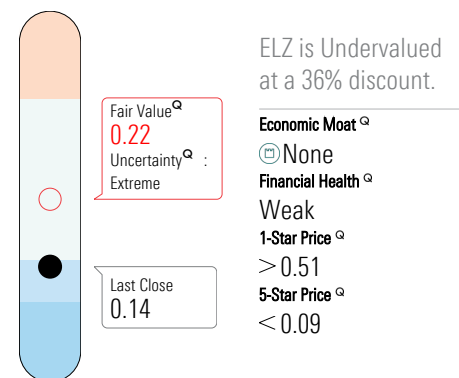 Fair Value Q
0.22
Uncertainty Q :
Extreme
Last Close
0.14
ELZ is Undervalued
at a 36% discount.
Economic Moat Q
None
Financial Health Q
Weak
1-Star Price Q
>0.51
5-Star Price Q
<0.09